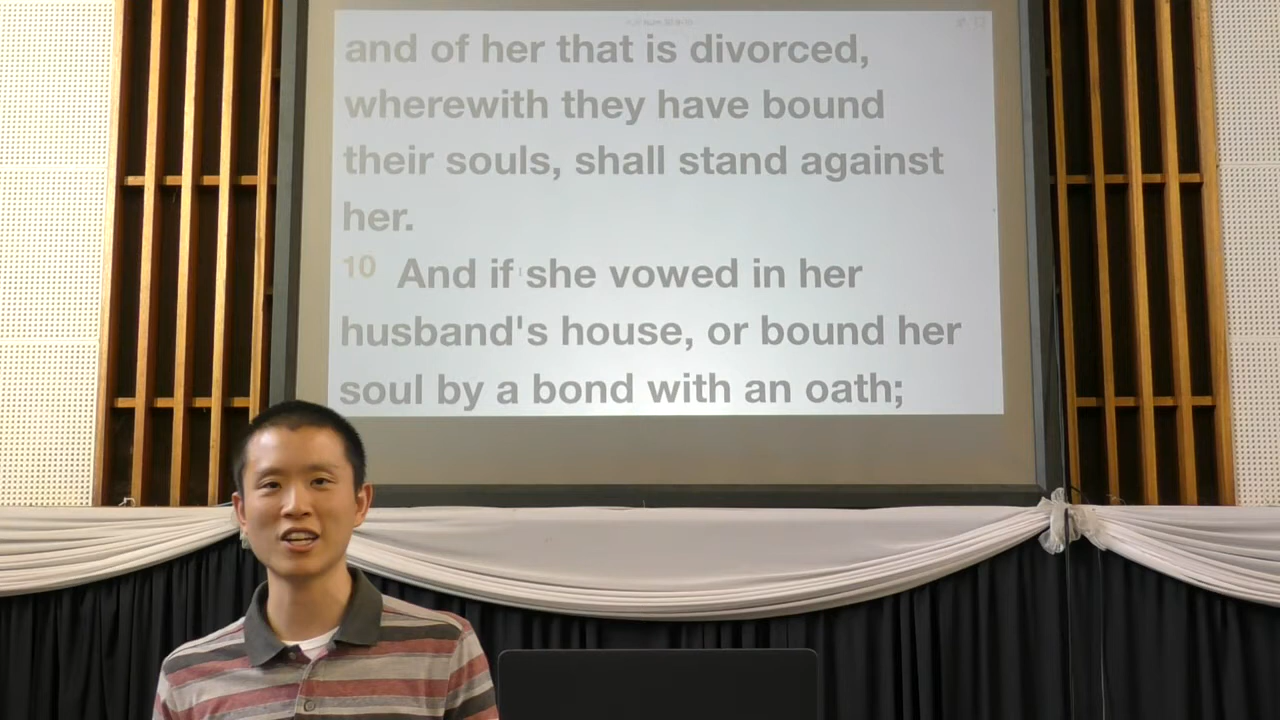 and of her that is divorced,
wherewith they have bound
their souls, shall stand against
her.
10 And if she vowed in her
husband's house, or bound her
soul by a bond with an oath;